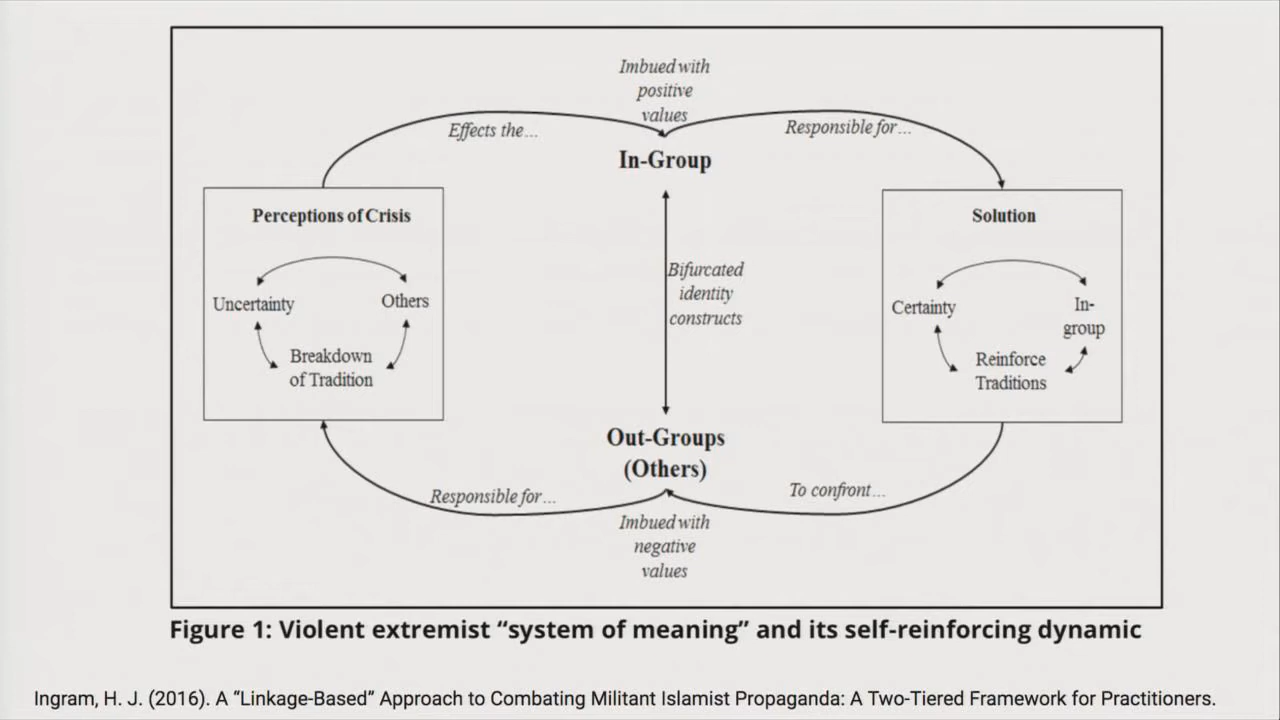 Imbued with
positive
values
Effects the…
Responsible for…
In-Group
Perceptions of Crisis
Uncertainty
Others
Breakdown
of Tradition
Bifurcated
identity
constructs
Solution
Certainty
In-
group
Reinforce
Traditions
Out-Groups
(Others)
Responsible for…
To confront…
Imbued with
negative
values
Figure 1: Violent extremist “system of meaning” and its self-reinforcing dynamic
Ingram, H. J. (2016). A “Linkage-Based” Approach to Combating Militant Islamist Propaganda: A Two-Tiered Framework for Practitioners.